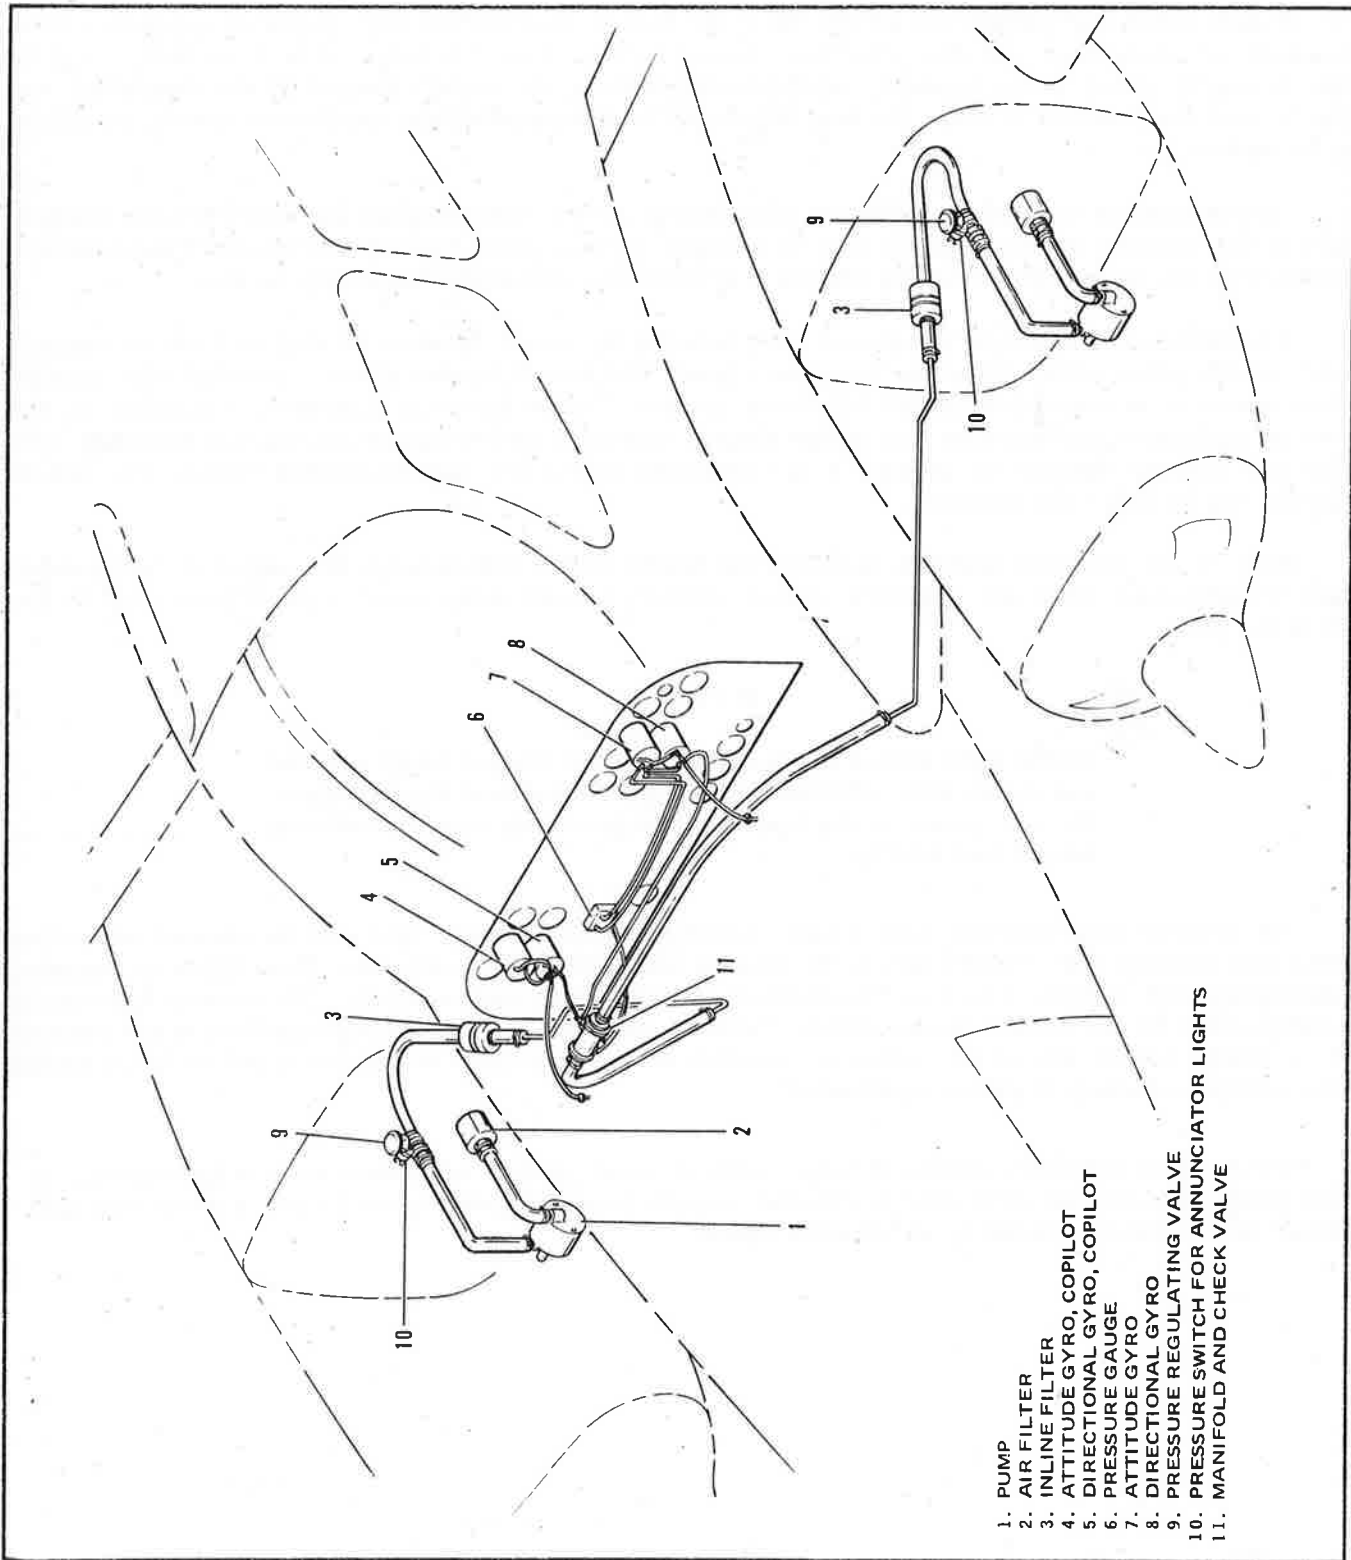 3
9
10
2
1
4
5
6
7
8
11
9
3
10
1. PUMP
2. AIR FILTER
3. INLINE FILTER
4. ATTITUDE GYRO, COPILOT
5. DIRECTIONAL GYRO, COPILOT
6. PRESSURE GAUGE
7. ATTITUDE GYRO
8. DIRECTIONAL GYRO
9. PRESSURE REGULATING VALVE
10. PRESSURE SWITCH FOR ANNUNCIATOR LIGHTS
11. MANIFOLD AND CHECK VALVE